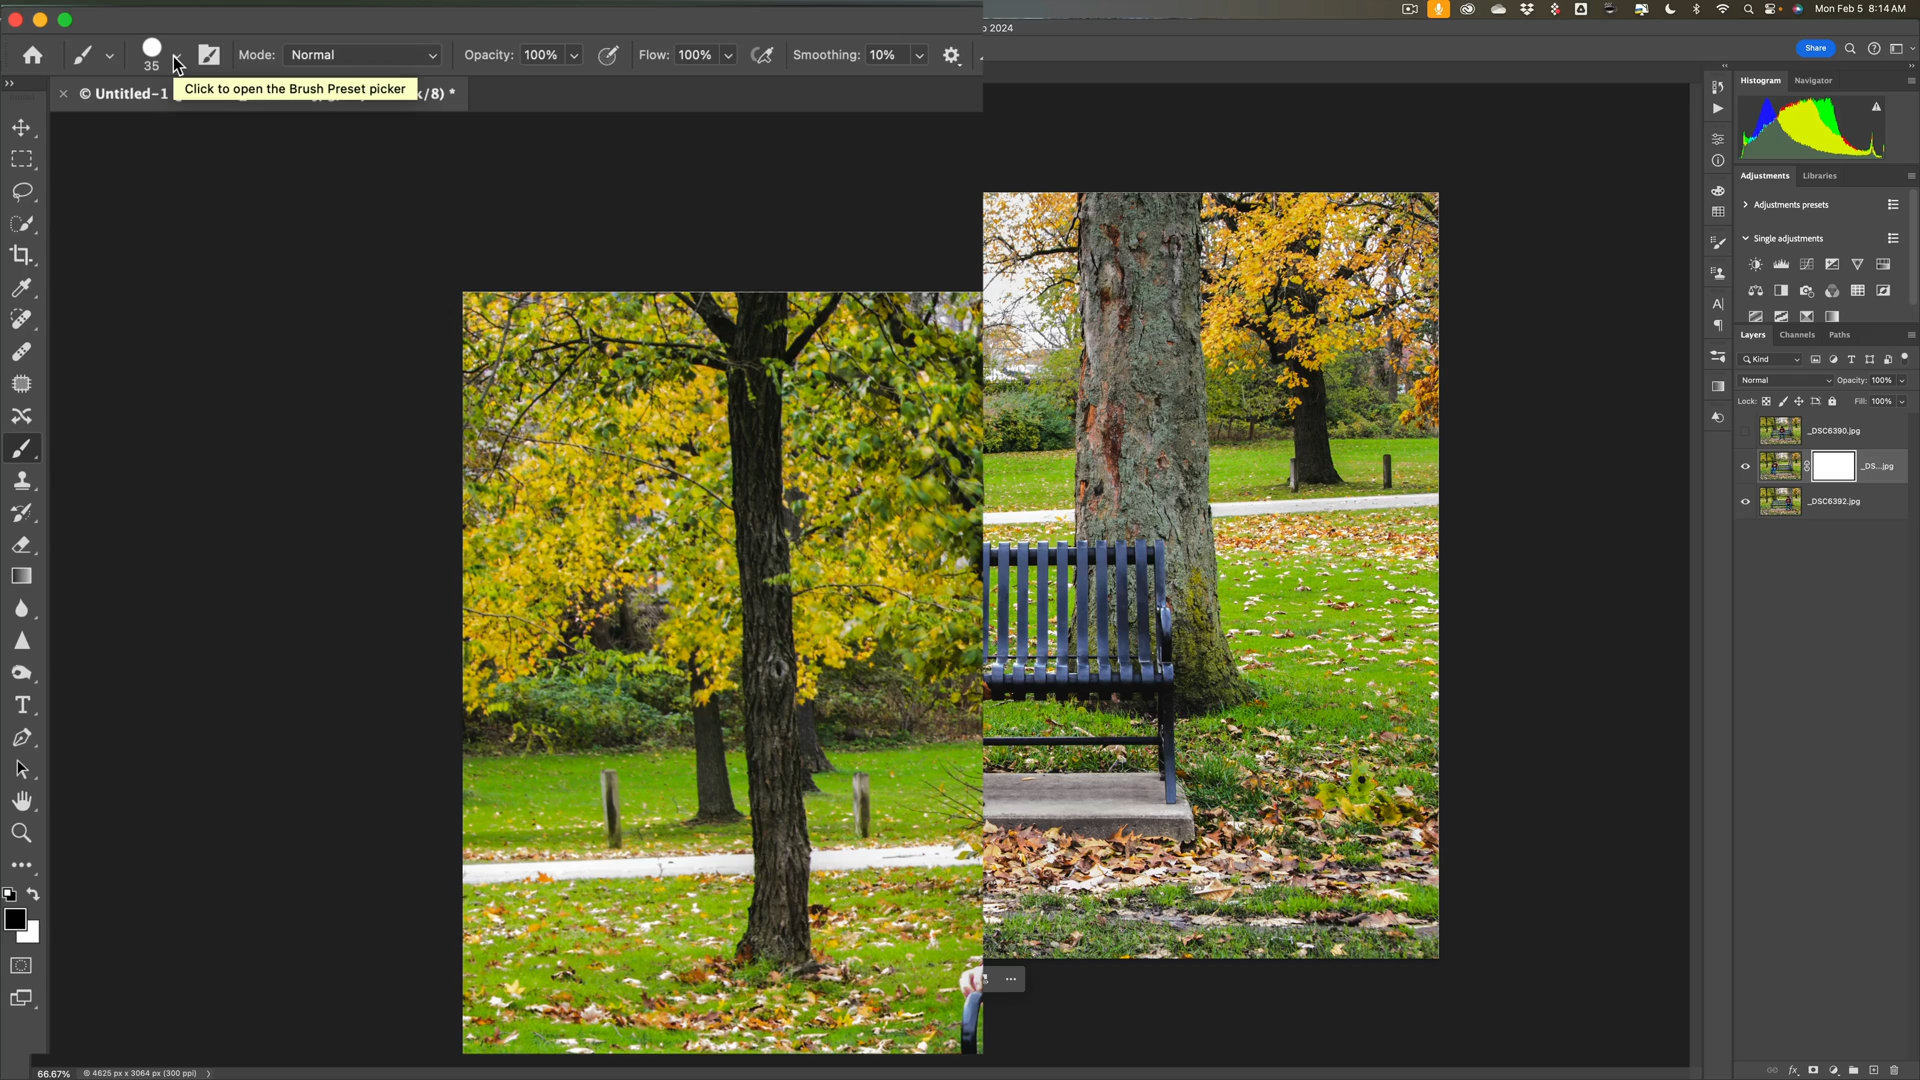 Mon Feb 5 8:14 AM
op 2024
35
Mode: Normal
Opacity: 100%
Flow: 100%
Smoothing: 10%
Share
Click to open the Brush Preset picker
© Untitled-1
k/8) *
Histogram
Navigator
Adjustments
Libraries
Adjustments presets
Single adjustments
Layers
Channels
Paths
Kind
Normal
Opacity: 100%
Lock:
Fill: 100%
_DSC6390.jpg
_DS...jpg
_DSC6392.jpg
66.67%
4625 px x 3064 px (300 ppi)